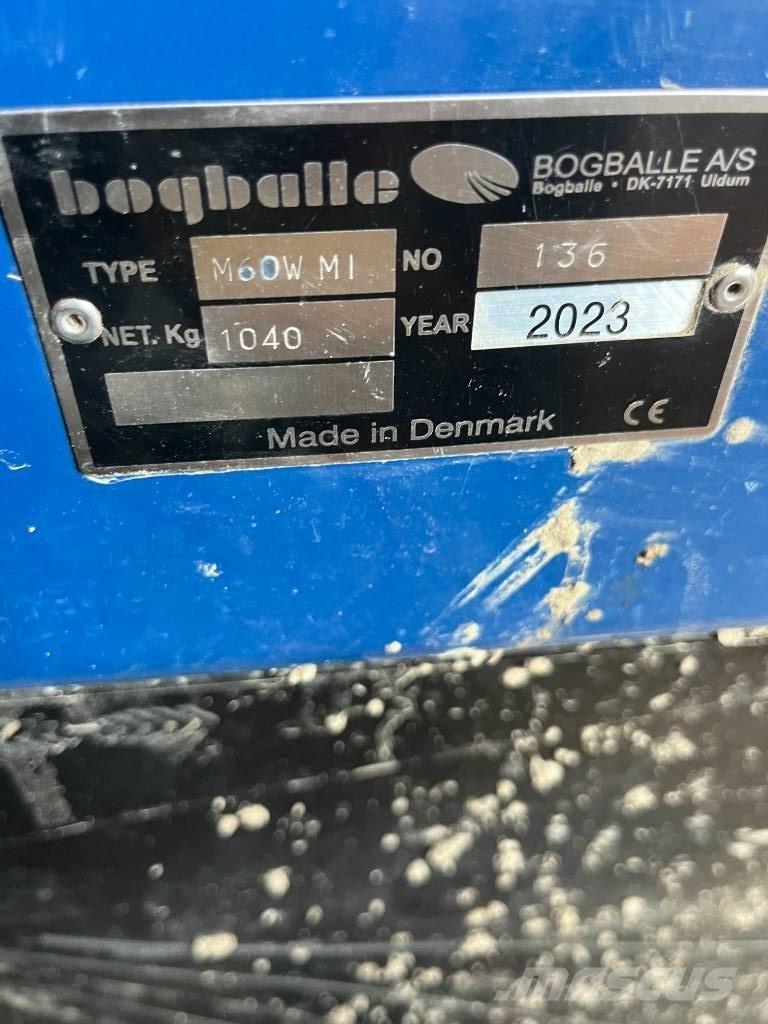 bogballe BOGBALLE A/S
Bogballe • DK-7171 Uldum
TYPE M60W MI NO 136
NET. Kg 1040 YEAR 2023
Made in Denmark CE
MASCUS